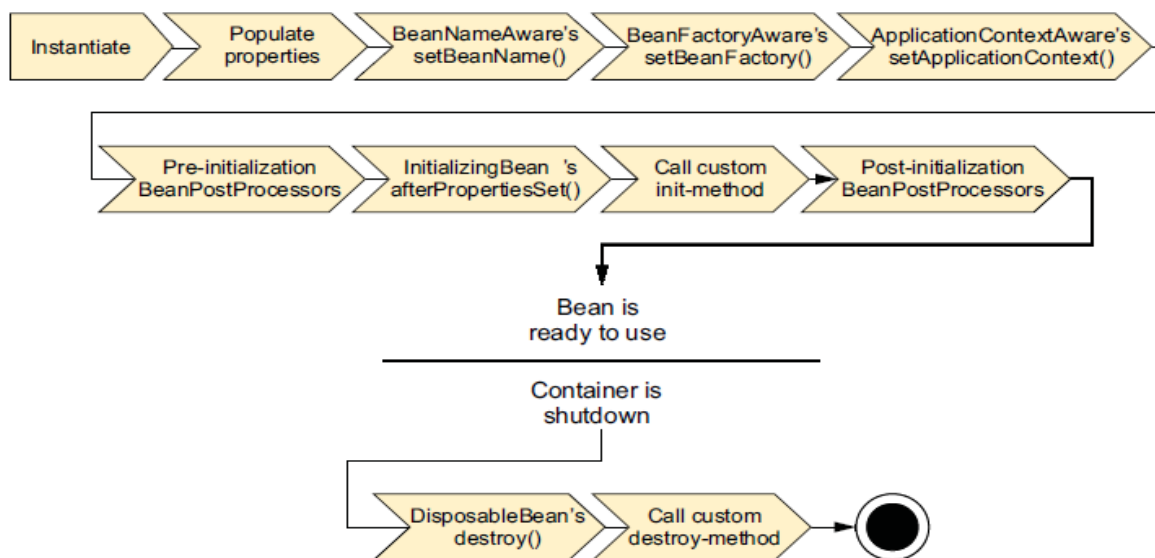 Instantiate
Populate
properties
BeanNameAware's
setBeanName()
BeanFactoryAware's
setBeanFactory()
ApplicationContextAware's
setApplicationContext()
Pre-initialization
BeanPostProcessors
InitializingBean 's
afterPropertiesSet()
Call custom
init-method
Post-initialization
BeanPostProcessors
Bean is
ready to use
Container is
shutdown
DisposableBean's
destroy()
Call custom
destroy-method